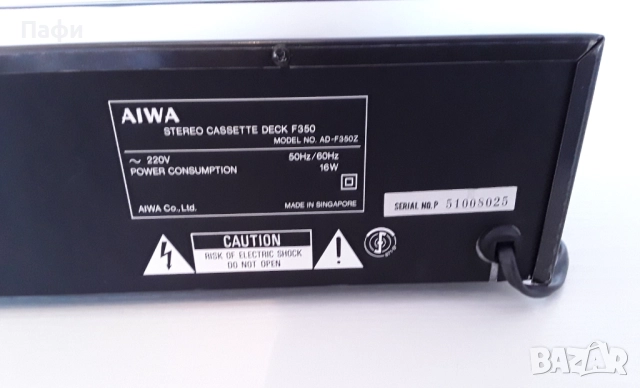 Пафи
AIWA
STEREO CASSETTE DECK F350
MODEL NO. AD-F350Z
~ 220V 50Hz/60Hz
POWER CONSUMPTION 16W
AIWA Co., Ltd. MADE IN SINGAPORE
SERIAL NO. P 51008025
CAUTION
RISK OF ELECTRIC SHOCK
DO NOT OPEN
BAZAR